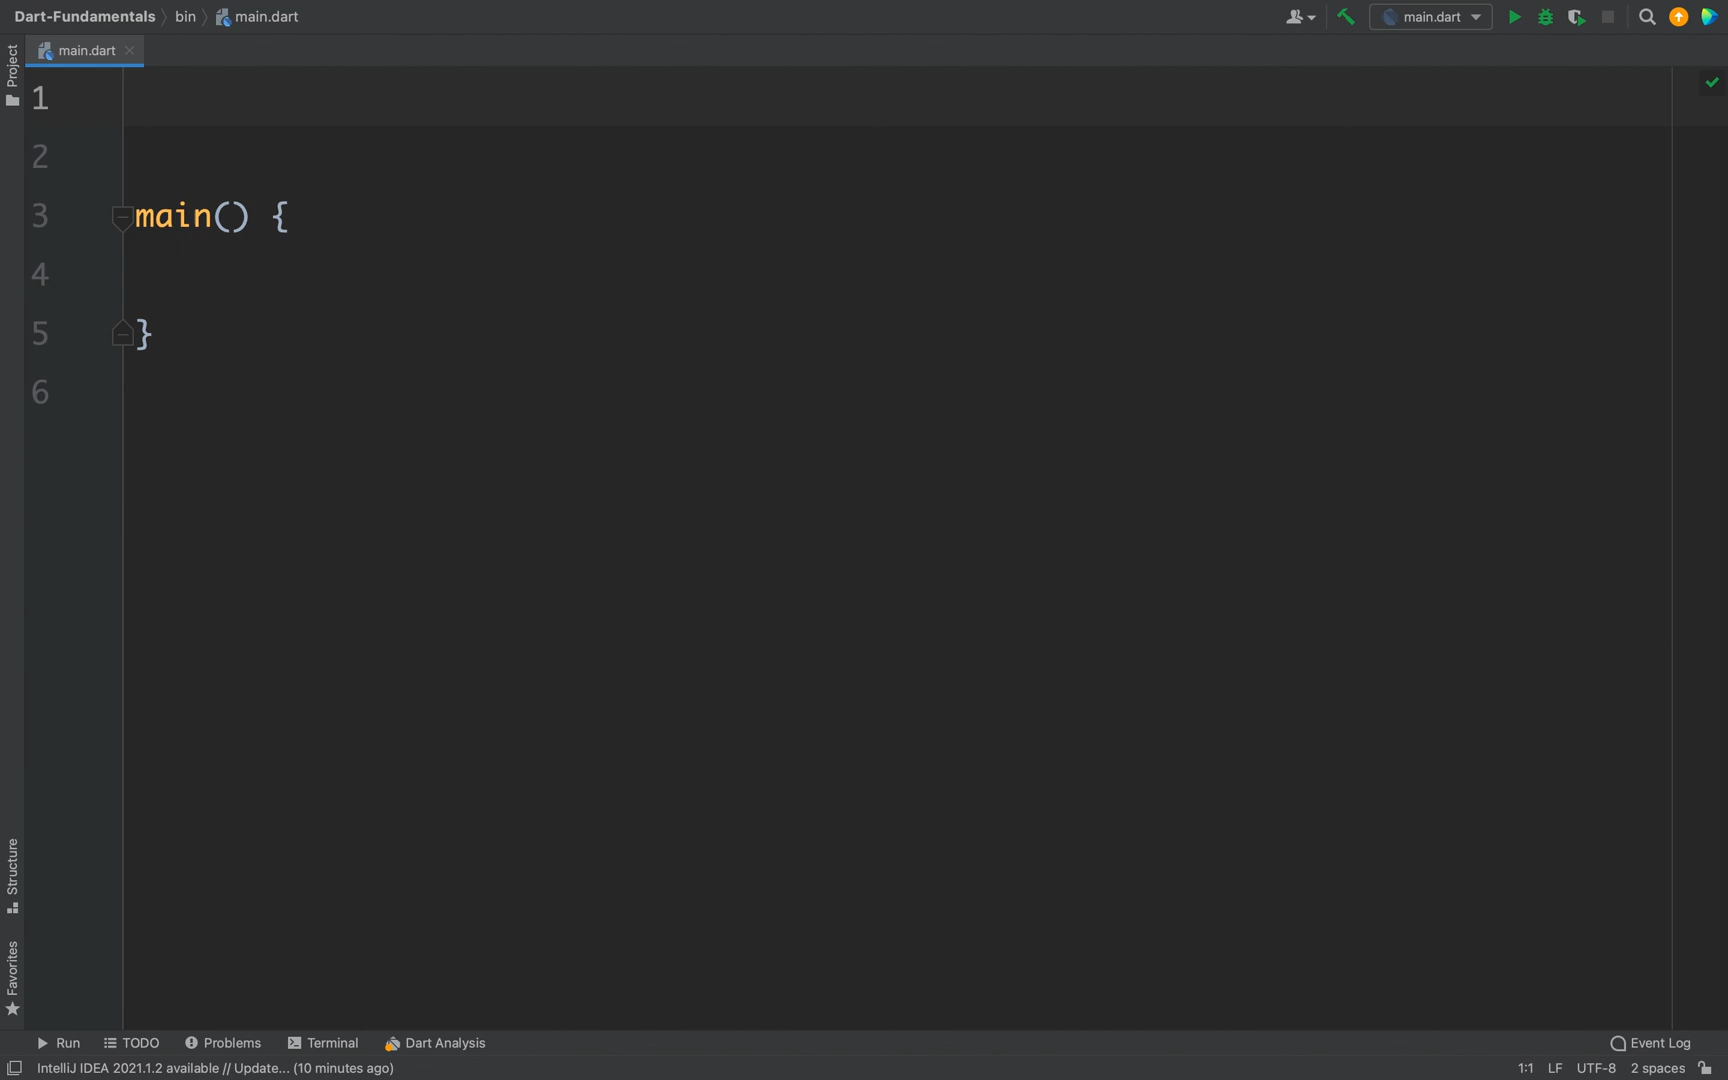 Dart-Fundamentals bin main.dart
main.dart
main.dart
Project
1
2
3 main() {
4
5 }
6
Structure
Favorites
Run TODO Problems Terminal Dart Analysis Event Log
IntelliJ IDEA 2021.1.2 available // Update... (10 minutes ago) 1:1 LF UTF-8 2 spaces